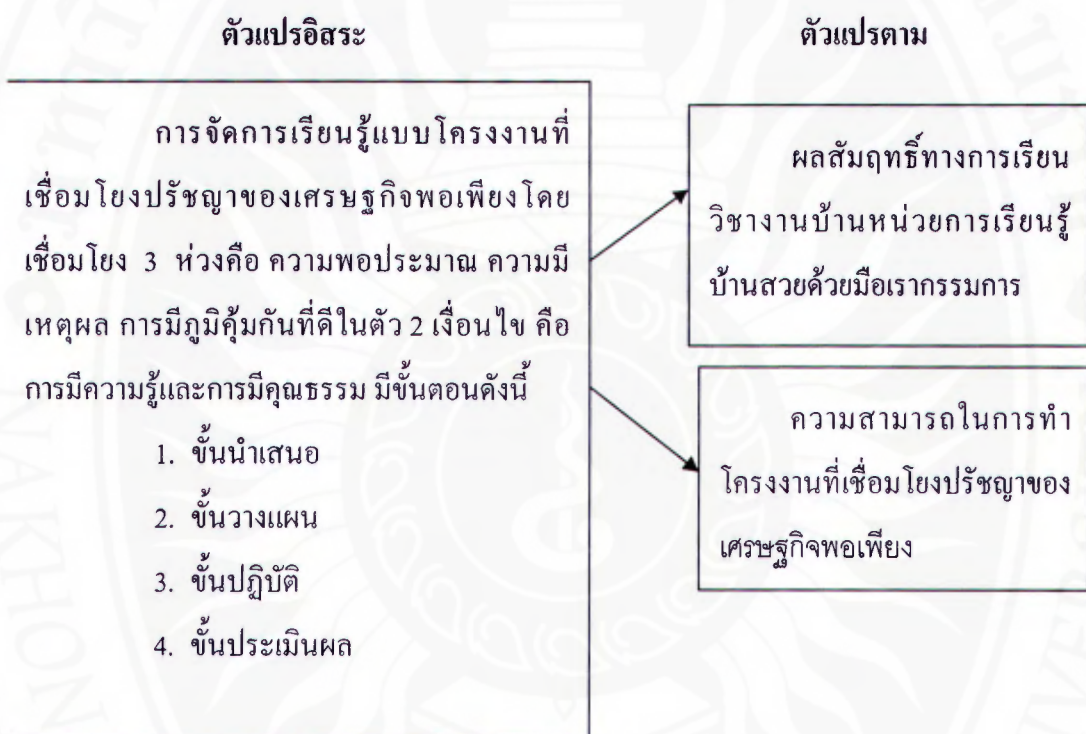 ตัวแปรอิสระ
การจัดการเรียนรู้แบบโครงงานที่
เชื่อมโยงปรัชญาของเศรษฐกิจพอเพียงโดย
เชื่อมโยง 3 ห่วงคือ ความพอประมาณ ความมี
เหตุผล การมีภูมิคุ้มกันที่ดีในตัว 2 เงื่อนไข คือ
การมีความรู้และการมีคุณธรรม มีขั้นตอนดังนี้
1. ขั้นนำเสนอ
2. ขั้นวางแผน
3. ขั้นปฏิบัติ
4. ขั้นประเมินผล
ตัวแปรตาม
ผลสัมฤทธิ์ทางการเรียน
วิชางานบ้านหน่วยการเรียนรู้
บ้านสวยด้วยมือเรากรรมการ
ความสามารถในการทำ
โครงงานที่เชื่อมโยงปรัชญาของ
เศรษฐกิจพอเพียง